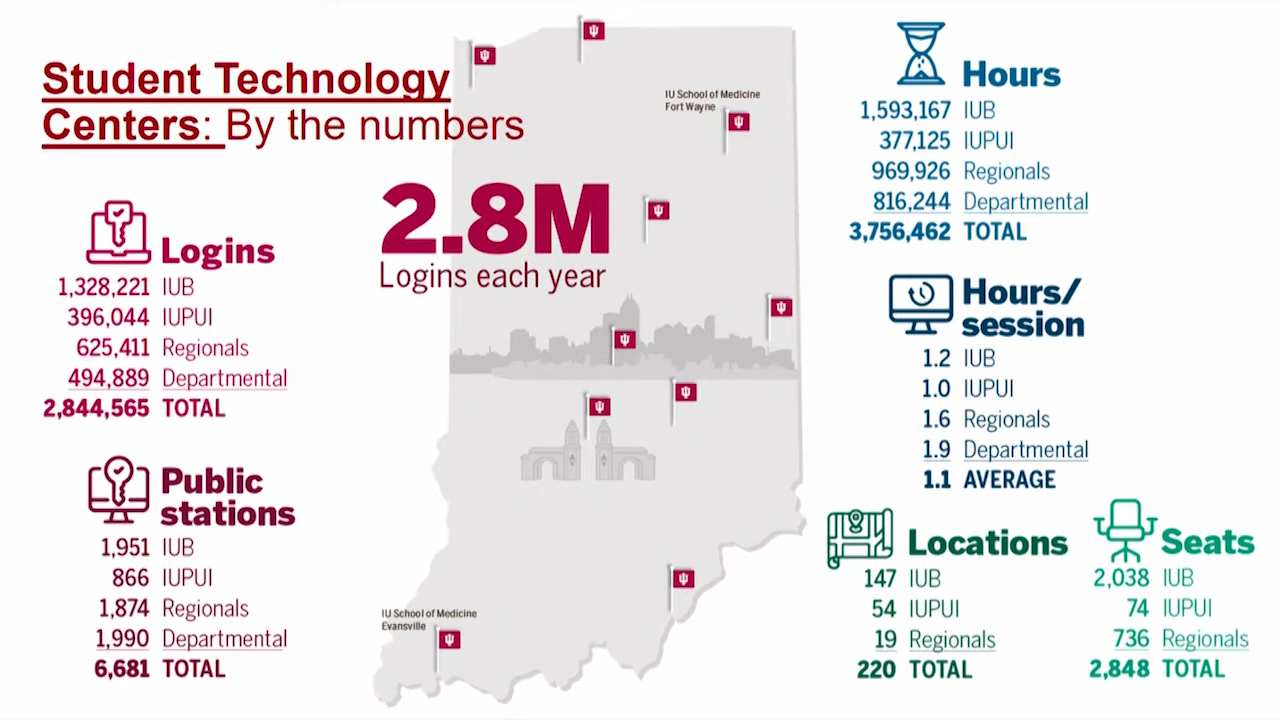 Student Technology
Centers: By the numbers
2.8M
Logins each year
Logins
1,328,221 IUB
396,044 IUPUI
625,411 Regionals
494,889 Departmental
2,844,565 TOTAL
Public
stations
1,951 IUB
866 IUPUI
1,874 Regionals
1,990 Departmental
6,681 TOTAL
IU School of Medicine
Fort Wayne
IU School of Medicine
Evansville
Hours
1,593,167 IUB
377,125 IUPUI
969,926 Regionals
816,244 Departmental
3,756,462 TOTAL
Hours/
session
1.2 IUB
1.0 IUPUI
1.6 Regionals
1.9 Departmental
1.1 AVERAGE
Locations
147 IUB
54 IUPUI
19 Regionals
220 TOTAL
Seats
2,038 IUB
74 IUPUI
736 Regionals
2,848 TOTAL